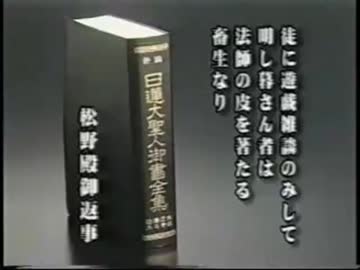 徒に遊戯雑談のみして
明し暮さん者は
法師の皮を著たる
畜生なり
松野殿御返事
新編
日蓮大聖人御書全集